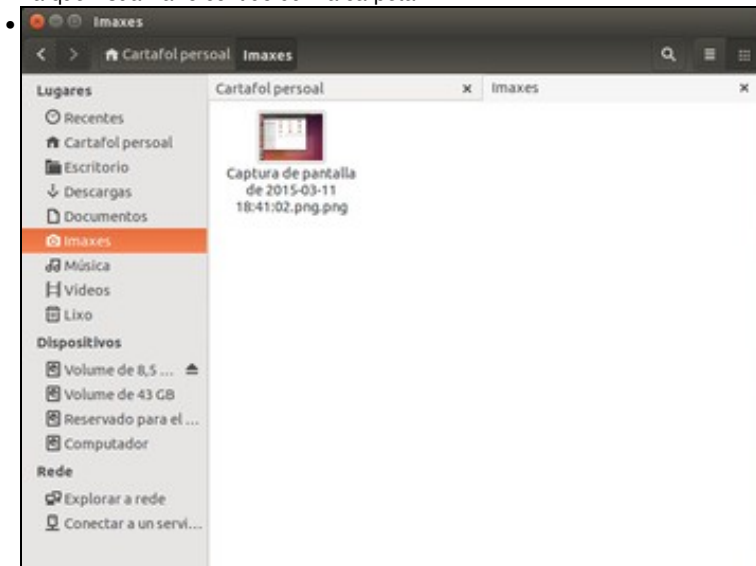 Imaxes
Cartafol persoal Imaxes
Lugares
Cartafol persoal x Imaxes x
Recentes
Cartafol persoal
Escritorio
Descargas
Documentos
Imaxes
Música
Vídeos
Lixo
Captura de pantalla
de 2015-03-11
18:41:02.png.png
Dispositivos
Volume de 8,5 ...
Volume de 43 GB
Reservado para el ...
Computador
Rede
Explorar a rede
Conectar a un servi...